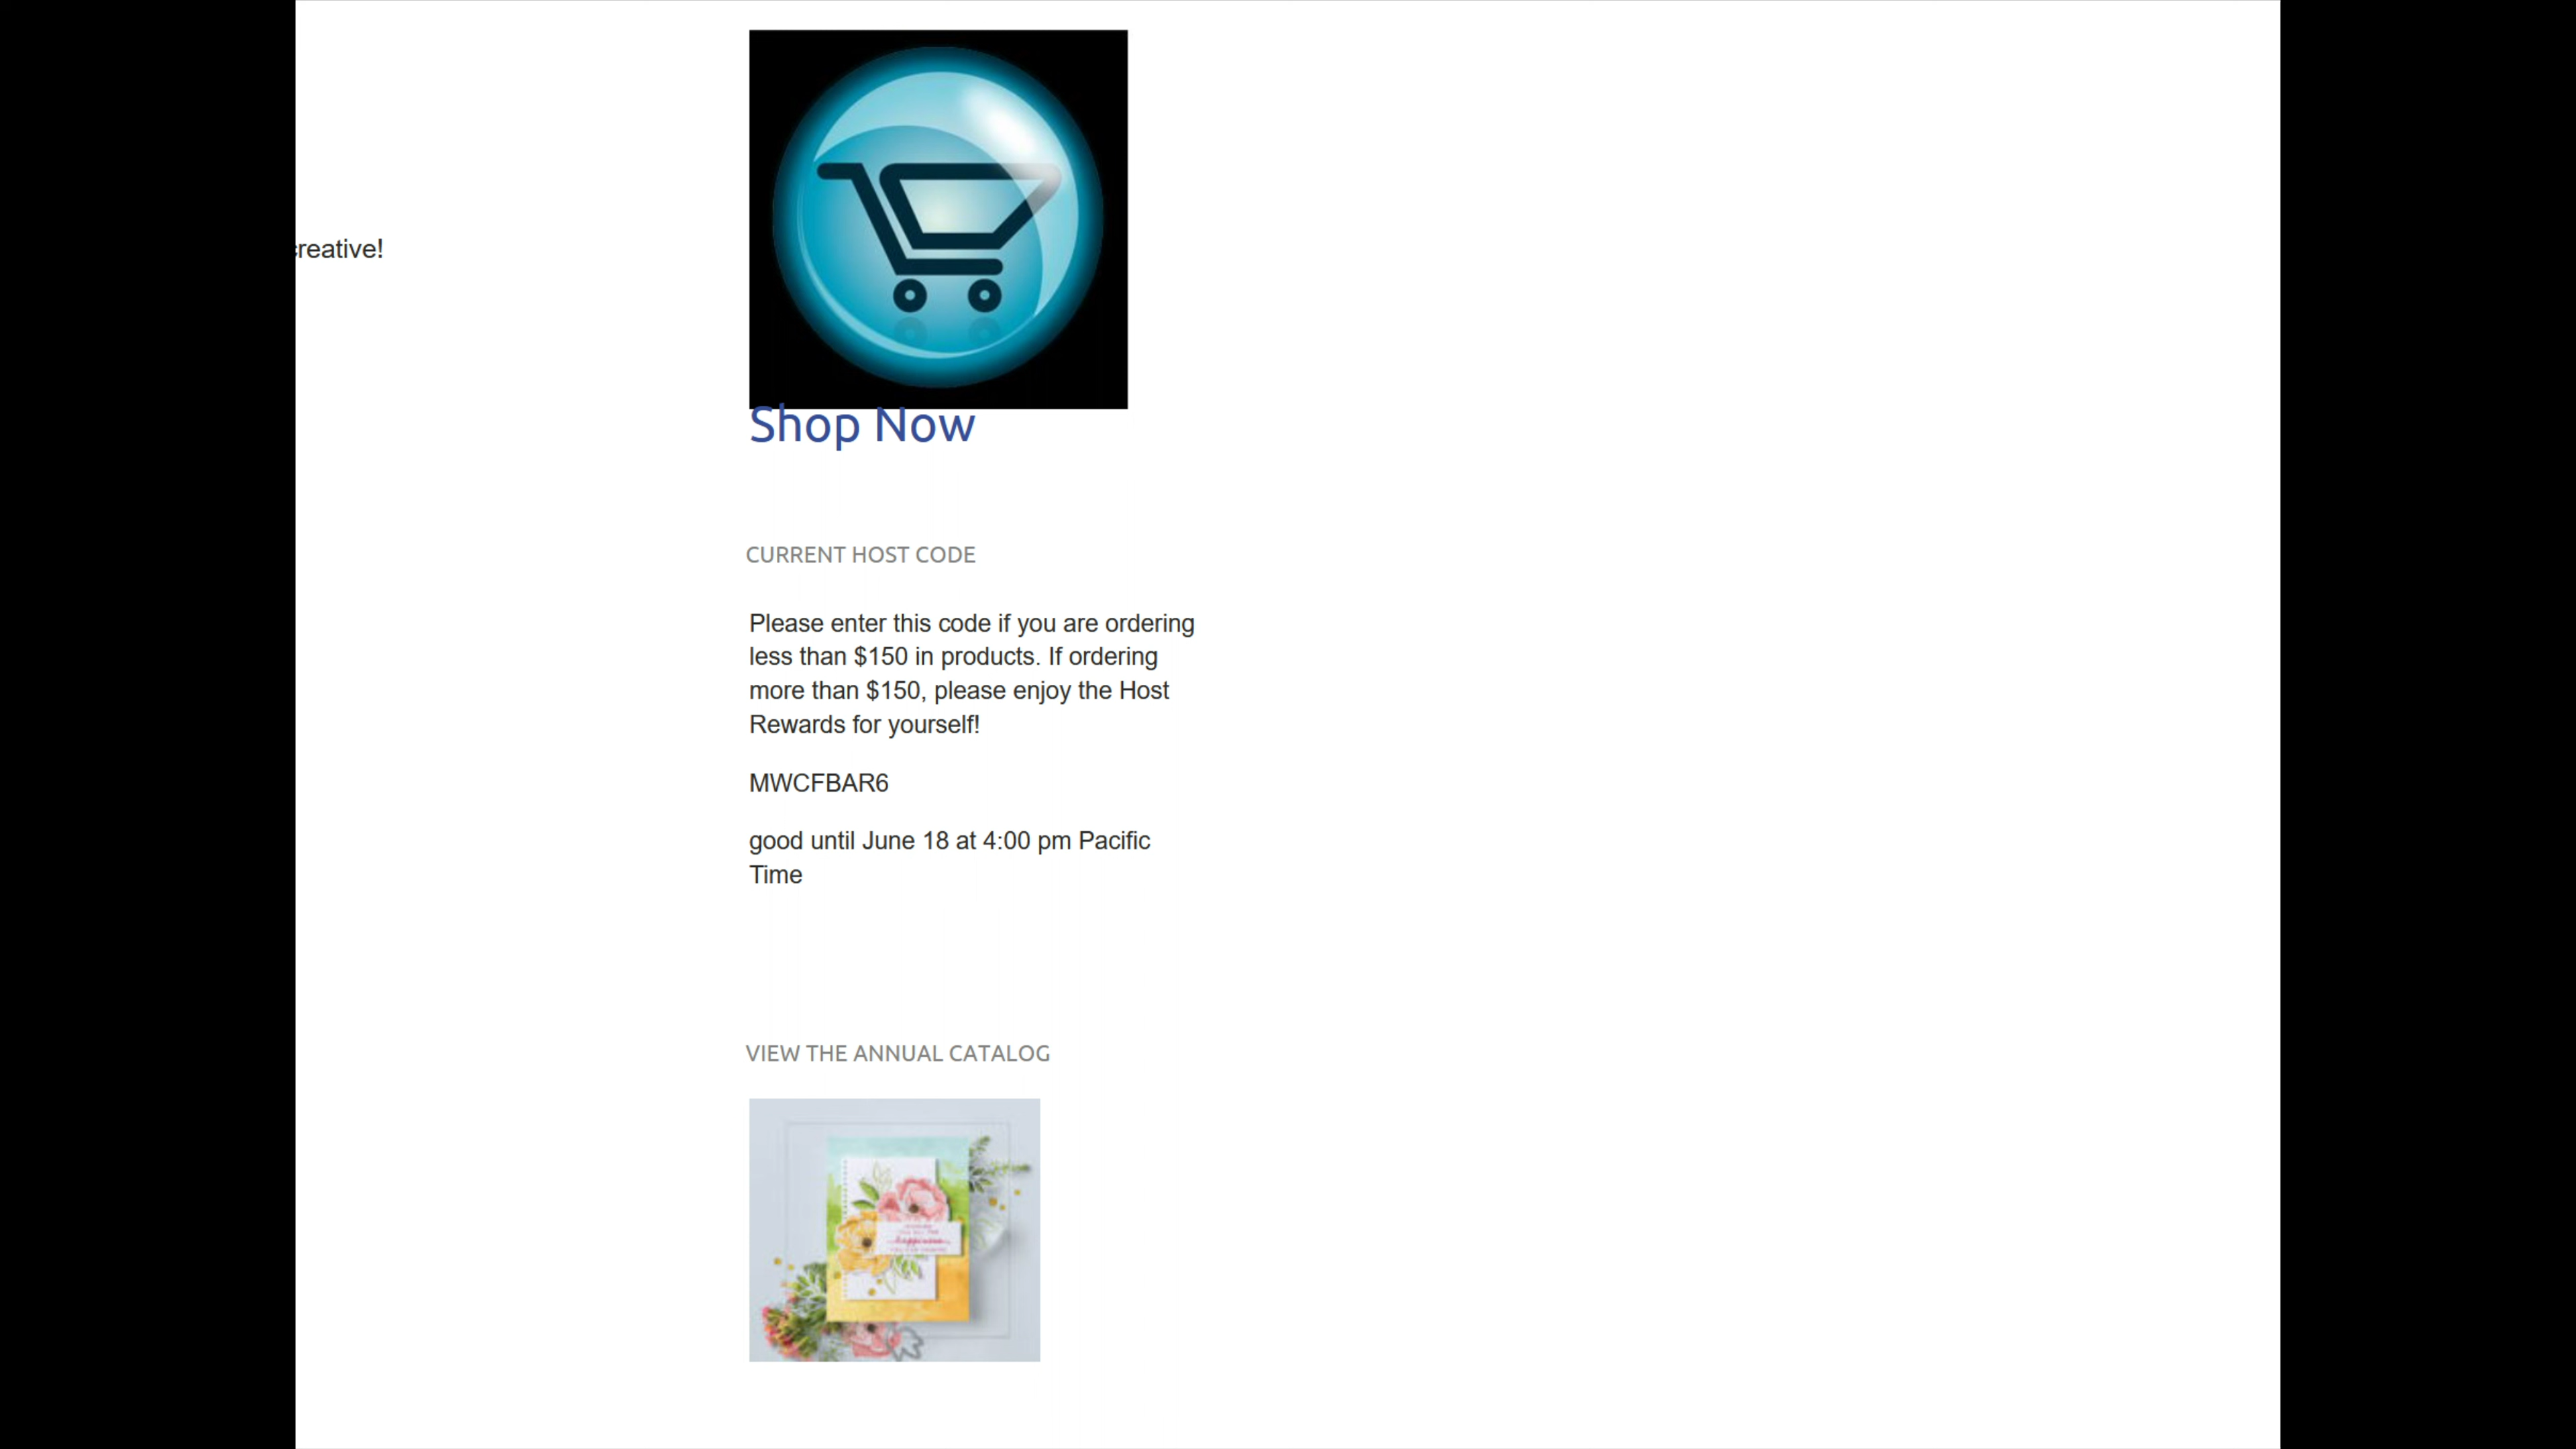 creative!
Shop Now
CURRENT HOST CODE
Please enter this code if you are ordering
less than $150 in products. If ordering
more than $150, please enjoy the Host
Rewards for yourself!
MWCFBAR6
good until June 18 at 4:00 pm Pacific
Time
VIEW THE ANNUAL CATALOG
happiness